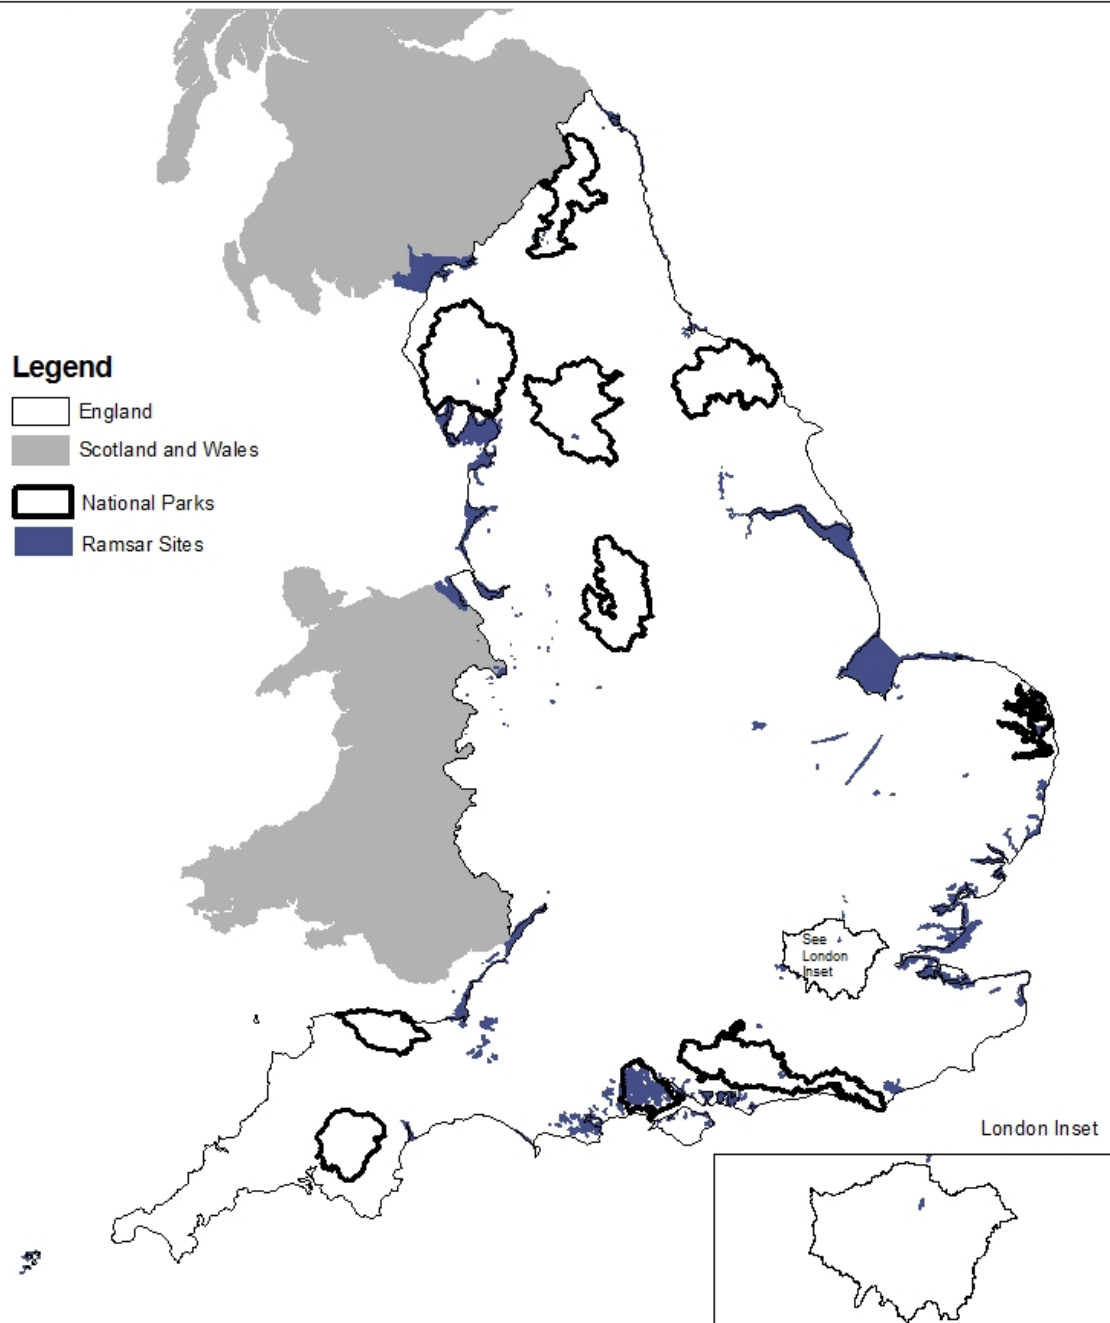 Legend
England
Scotland and Wales
National Parks
Ramsar Sites
See
London
Inset
London Inset